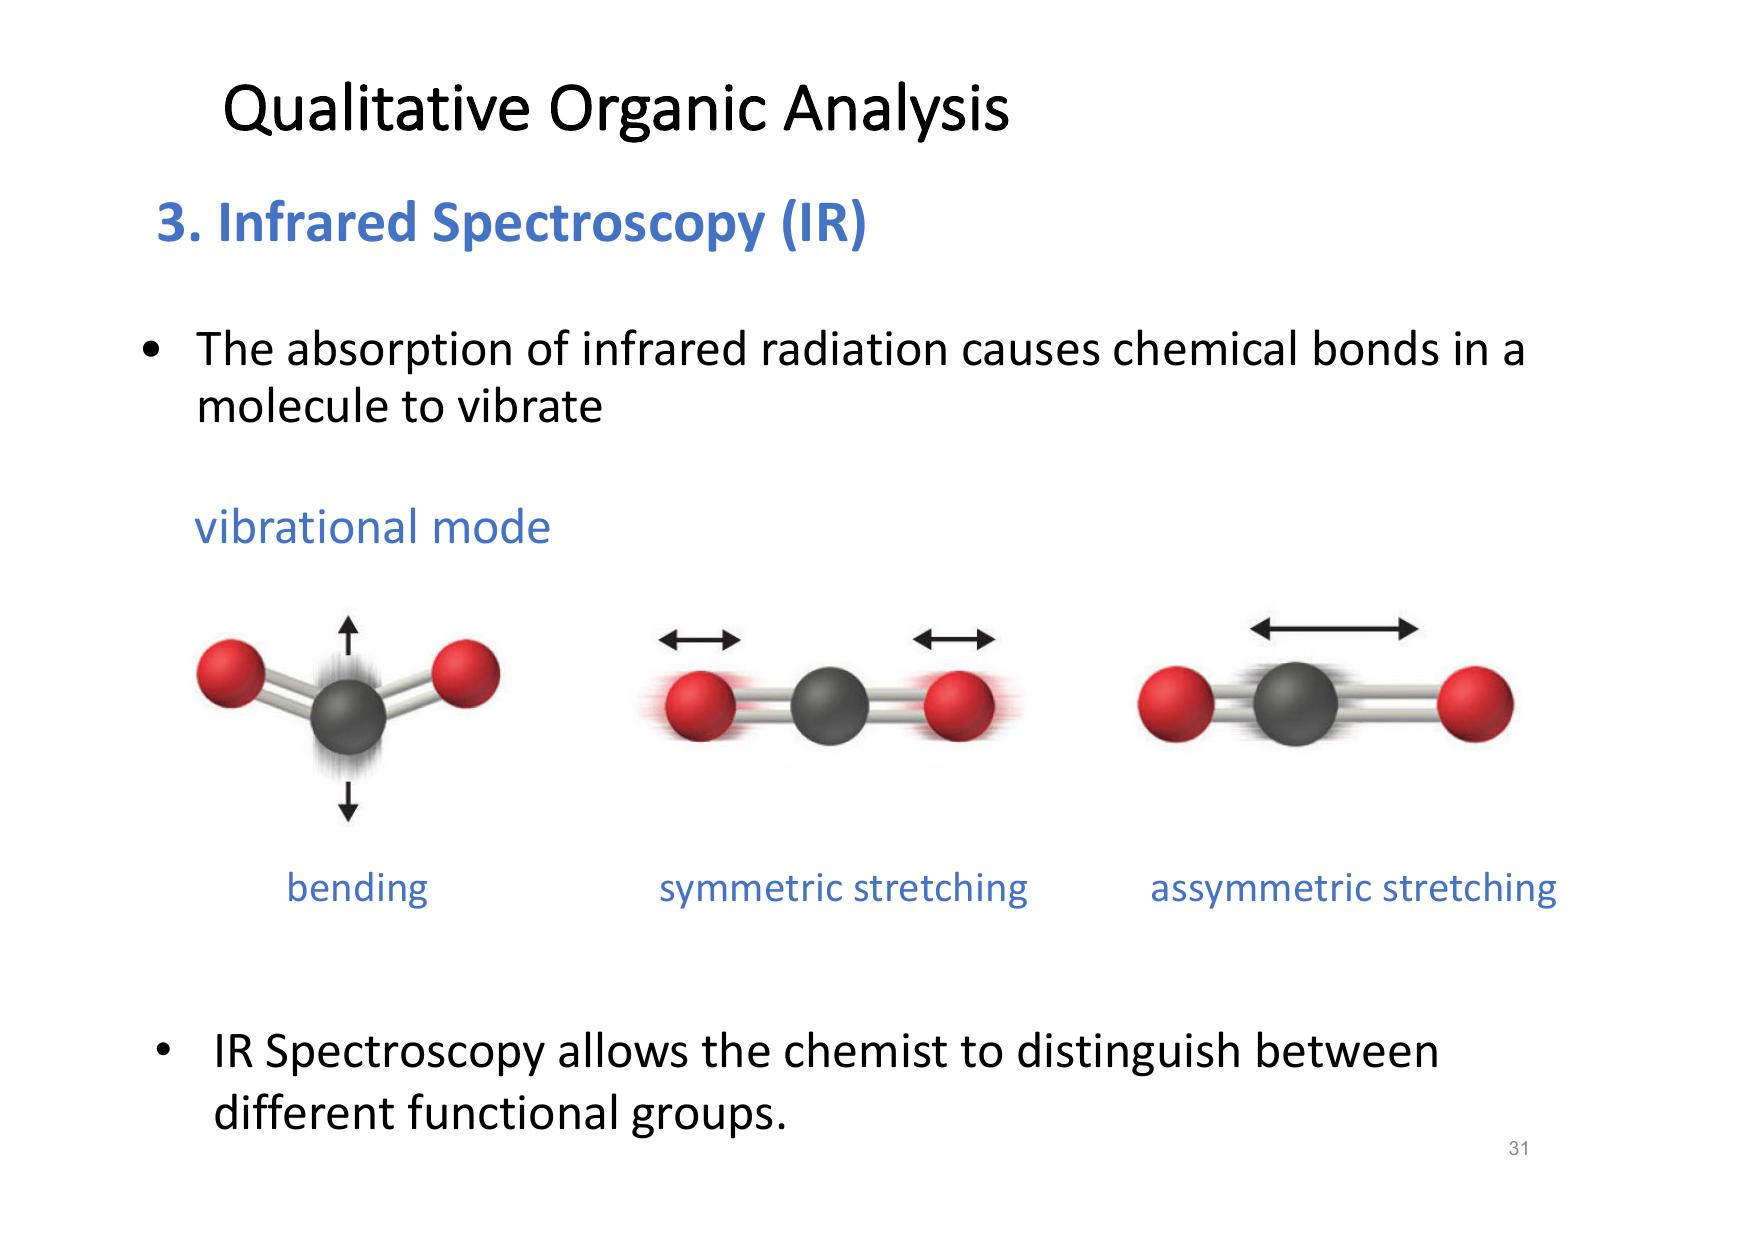 Qualitative Organic Analysis
3. Infrared Spectroscopy (IR)
• The absorption of infrared radiation causes chemical bonds in a
molecule to vibrate
vibrational mode
bending
symmetric stretching
assymmetric stretching
• IR Spectroscopy allows the chemist to distinguish between
different functional groups.
31